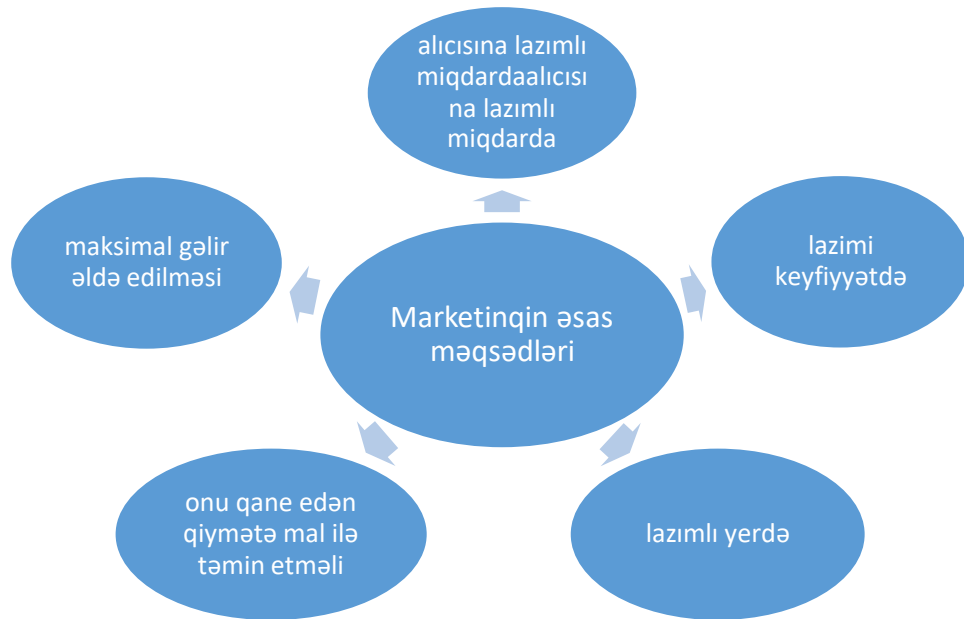 alıcısına lazımlı
miqdardaalıcısı
na lazımlı
miqdarda
maksimal gəlir
əldə edilməsi
lazimi
keyfiyyətdə
Marketinqin əsas
məqsədləri
onu qane edən
qiymətə mal ilə
təmin etməli
lazımlı yerdə